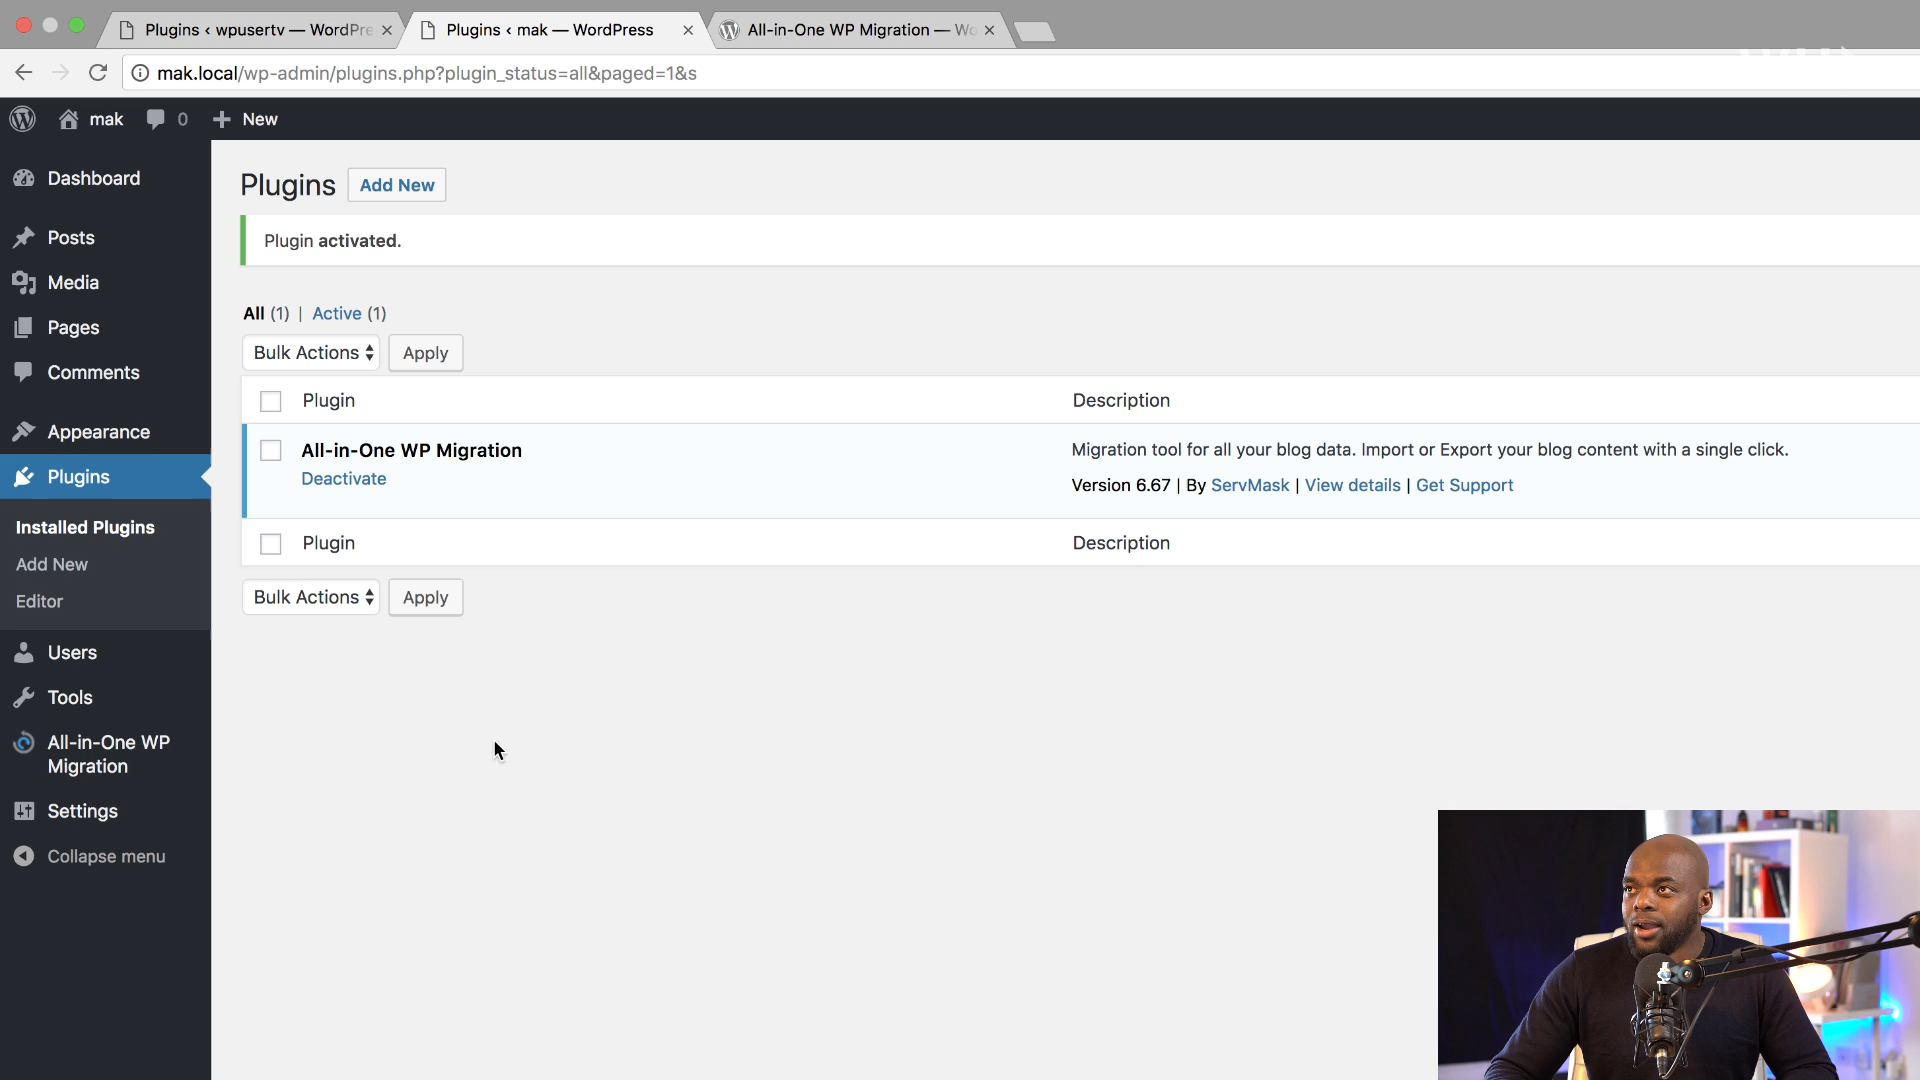 Plugins ‹ wpusertv — WordPre
Plugins ‹ mak — WordPress
All-in-One WP Migration — Wo
mak.local/wp-admin/plugins.php?plugin_status=all&paged=1&s
mak
0
New
Dashboard
Posts
Media
Pages
Comments
Appearance
Plugins
Installed Plugins
Add New
Editor
Users
Tools
All-in-One WP
Migration
Settings
Collapse menu
Plugins
Add New
Plugin activated.
All (1) | Active (1)
Bulk Actions
Apply
Plugin
Description
All-in-One WP Migration
Deactivate
Migration tool for all your blog data. Import or Export your blog content with a single click.
Version 6.67 | By ServMask | View details | Get Support
Plugin
Description
Bulk Actions
Apply